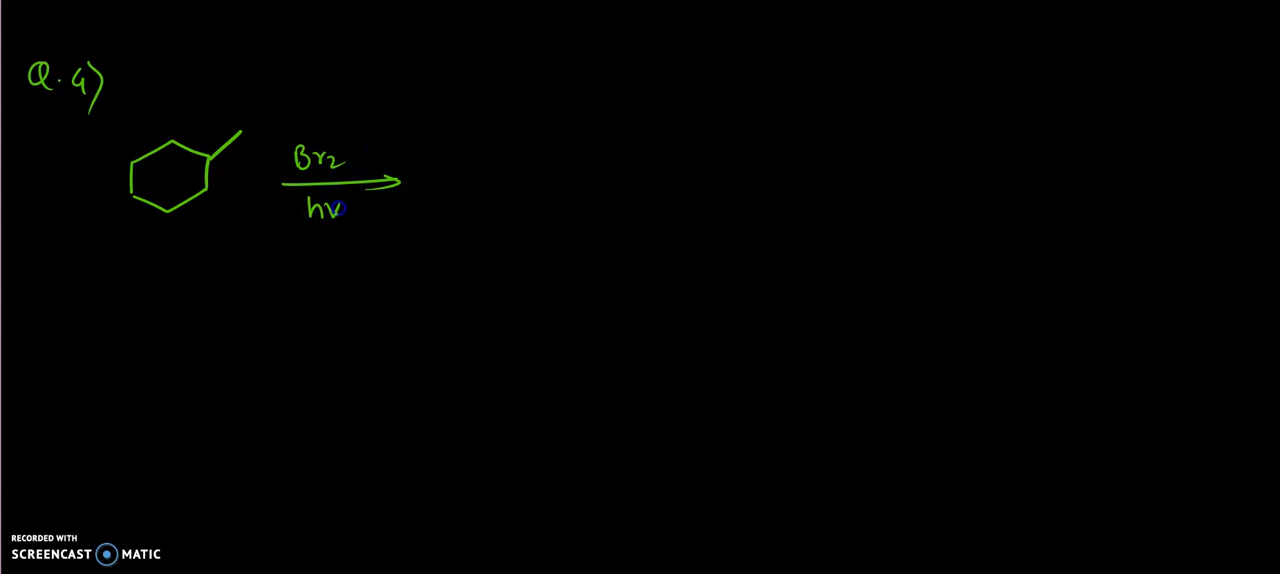 Q.4)
Br2
hν
RECORDED WITH
SCREENCAST MATIC